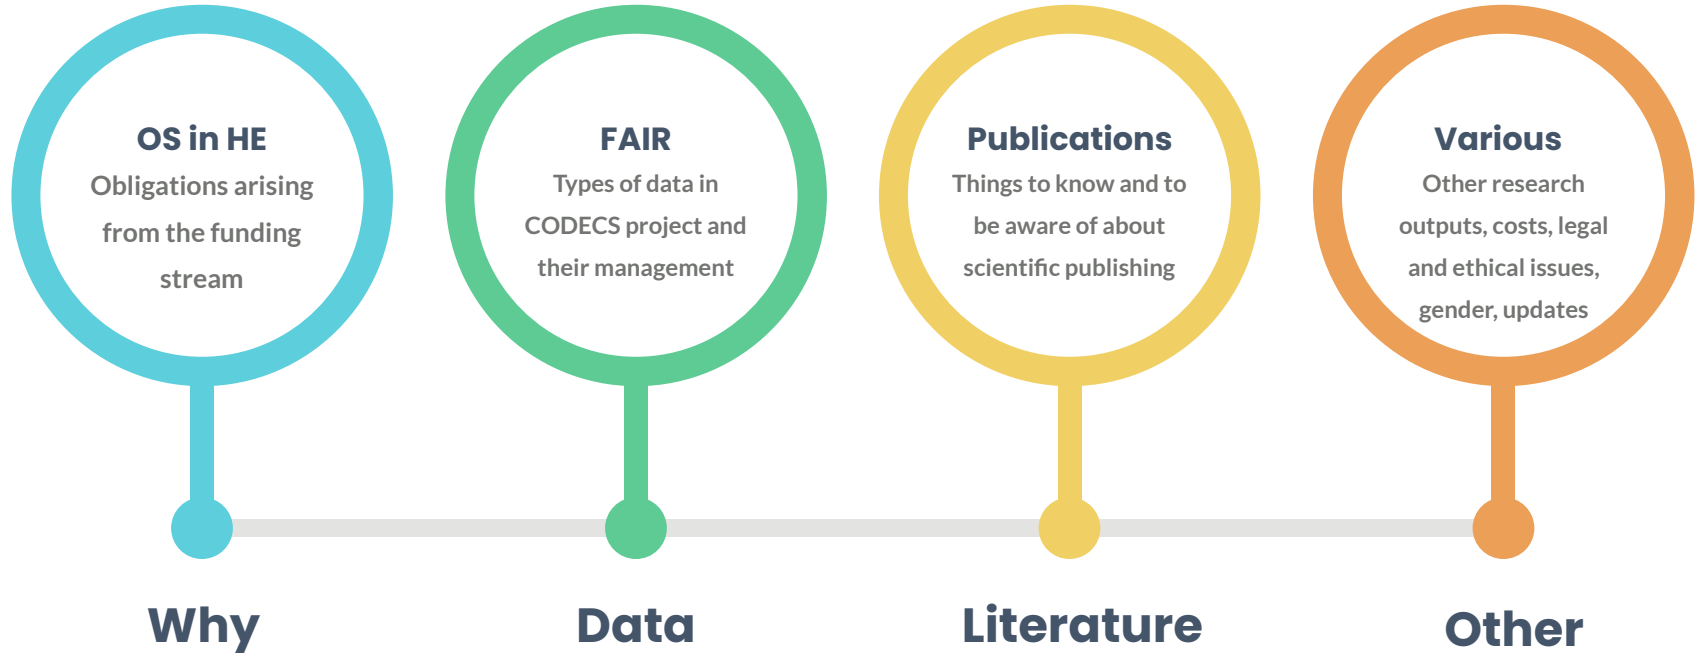 OS in HE
Obligations arising
from the funding
stream
FAIR
Types of data in
CODECS project and
their management
Publications
Things to know and to
be aware of about
scientific publishing
Various
Other research
outputs, costs, legal
and ethical issues,
gender, updates
Why
Data
Literature
Other